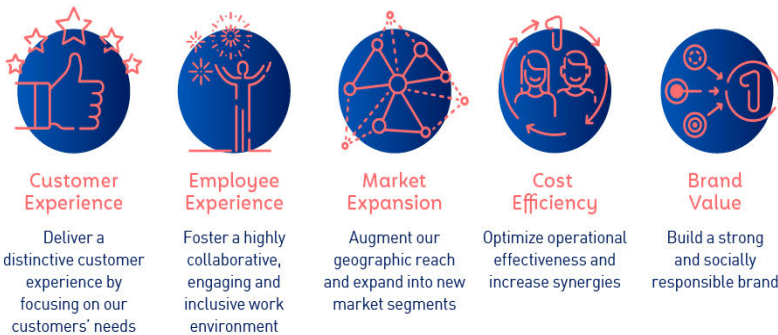 Customer
Experience
Deliver a
distinctive customer
experience by
focusing on our
customers' needs
Employee
Experience
Foster a highly
collaborative,
engaging and
inclusive work
environment
Market
Expansion
Augment our
geographic reach
and expand into new
market segments
1
Cost
Efficiency
Optimize operational
effectiveness and
increase synergies
1
Brand
Value
Build a strong
and socially
responsible brand